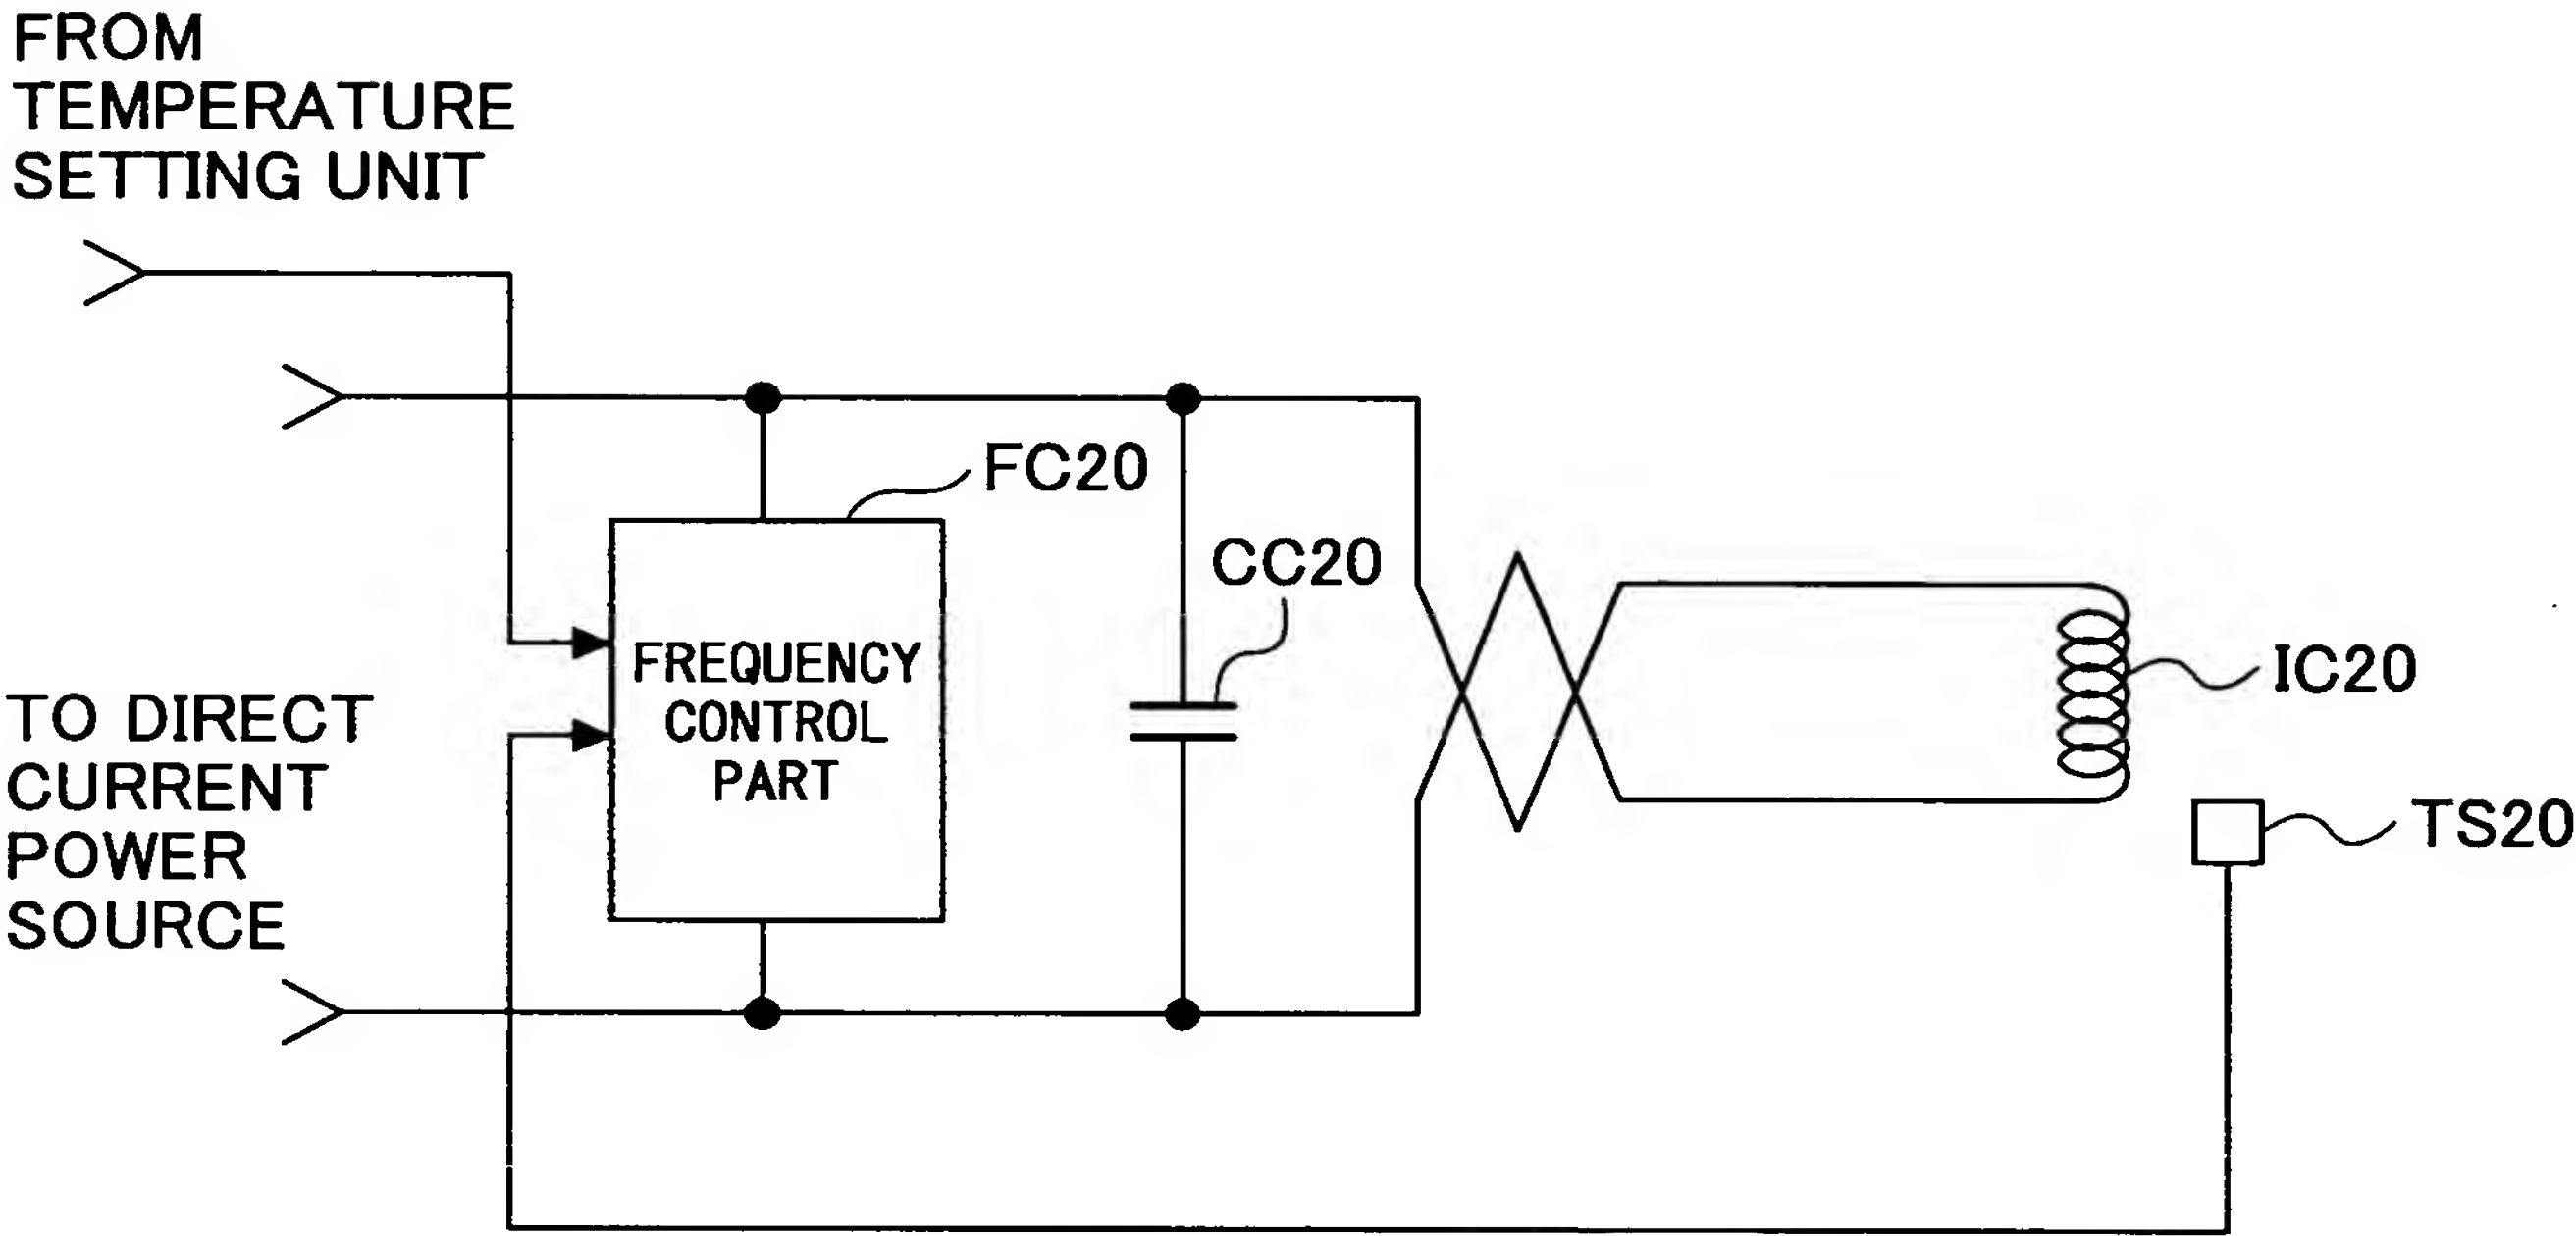 FROM
TEMPERATURE
SETTING UNIT
FC20
CC20
FREQUENCY
CONTROL
PART
IC20
TO DIRECT
CURRENT
POWER
SOURCE
TS20